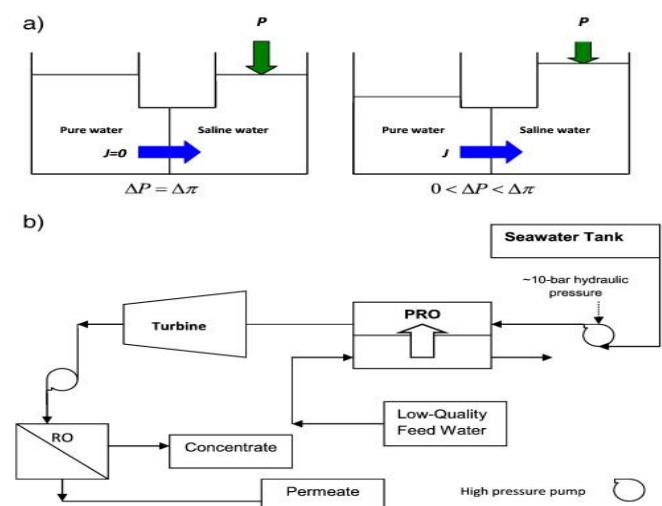 a)
P
P
Pure water
Saline water
Pure water
Saline water
J=0
J
ΔP = Δπ
0 < ΔP < Δπ
b)
Seawater Tank
~10-bar hydraulic
pressure
PRO
Turbine
Low-Quality
Feed Water
RO
Concentrate
Permeate
High pressure pump